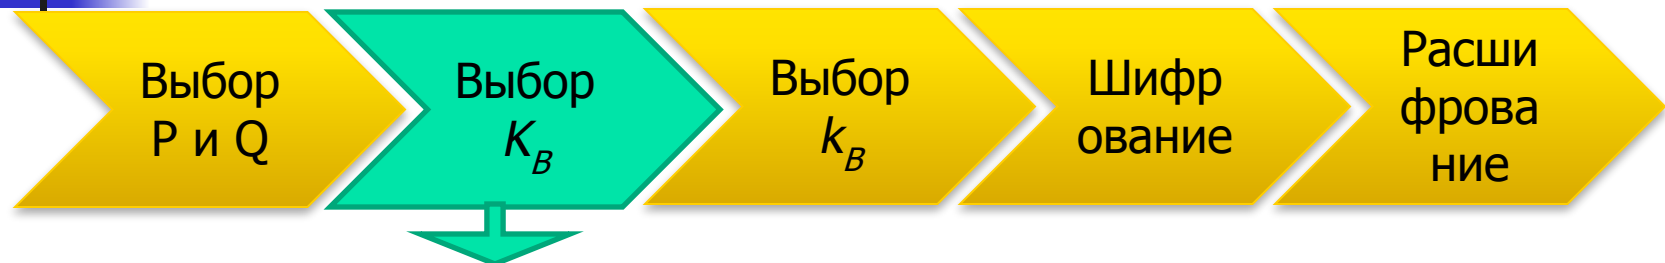 Выбор
P и Q
Выбор
K_B
Выбор
k_B
Шифр
ование
Расши
фрова
ние